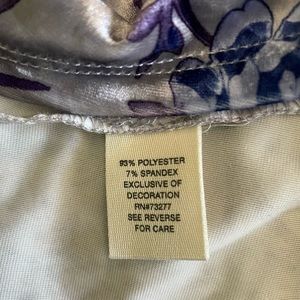 93% POLYESTER
7% SPANDEX
EXCLUSIVE OF
DECORATION
RN#73277
SEE REVERSE
FOR CARE